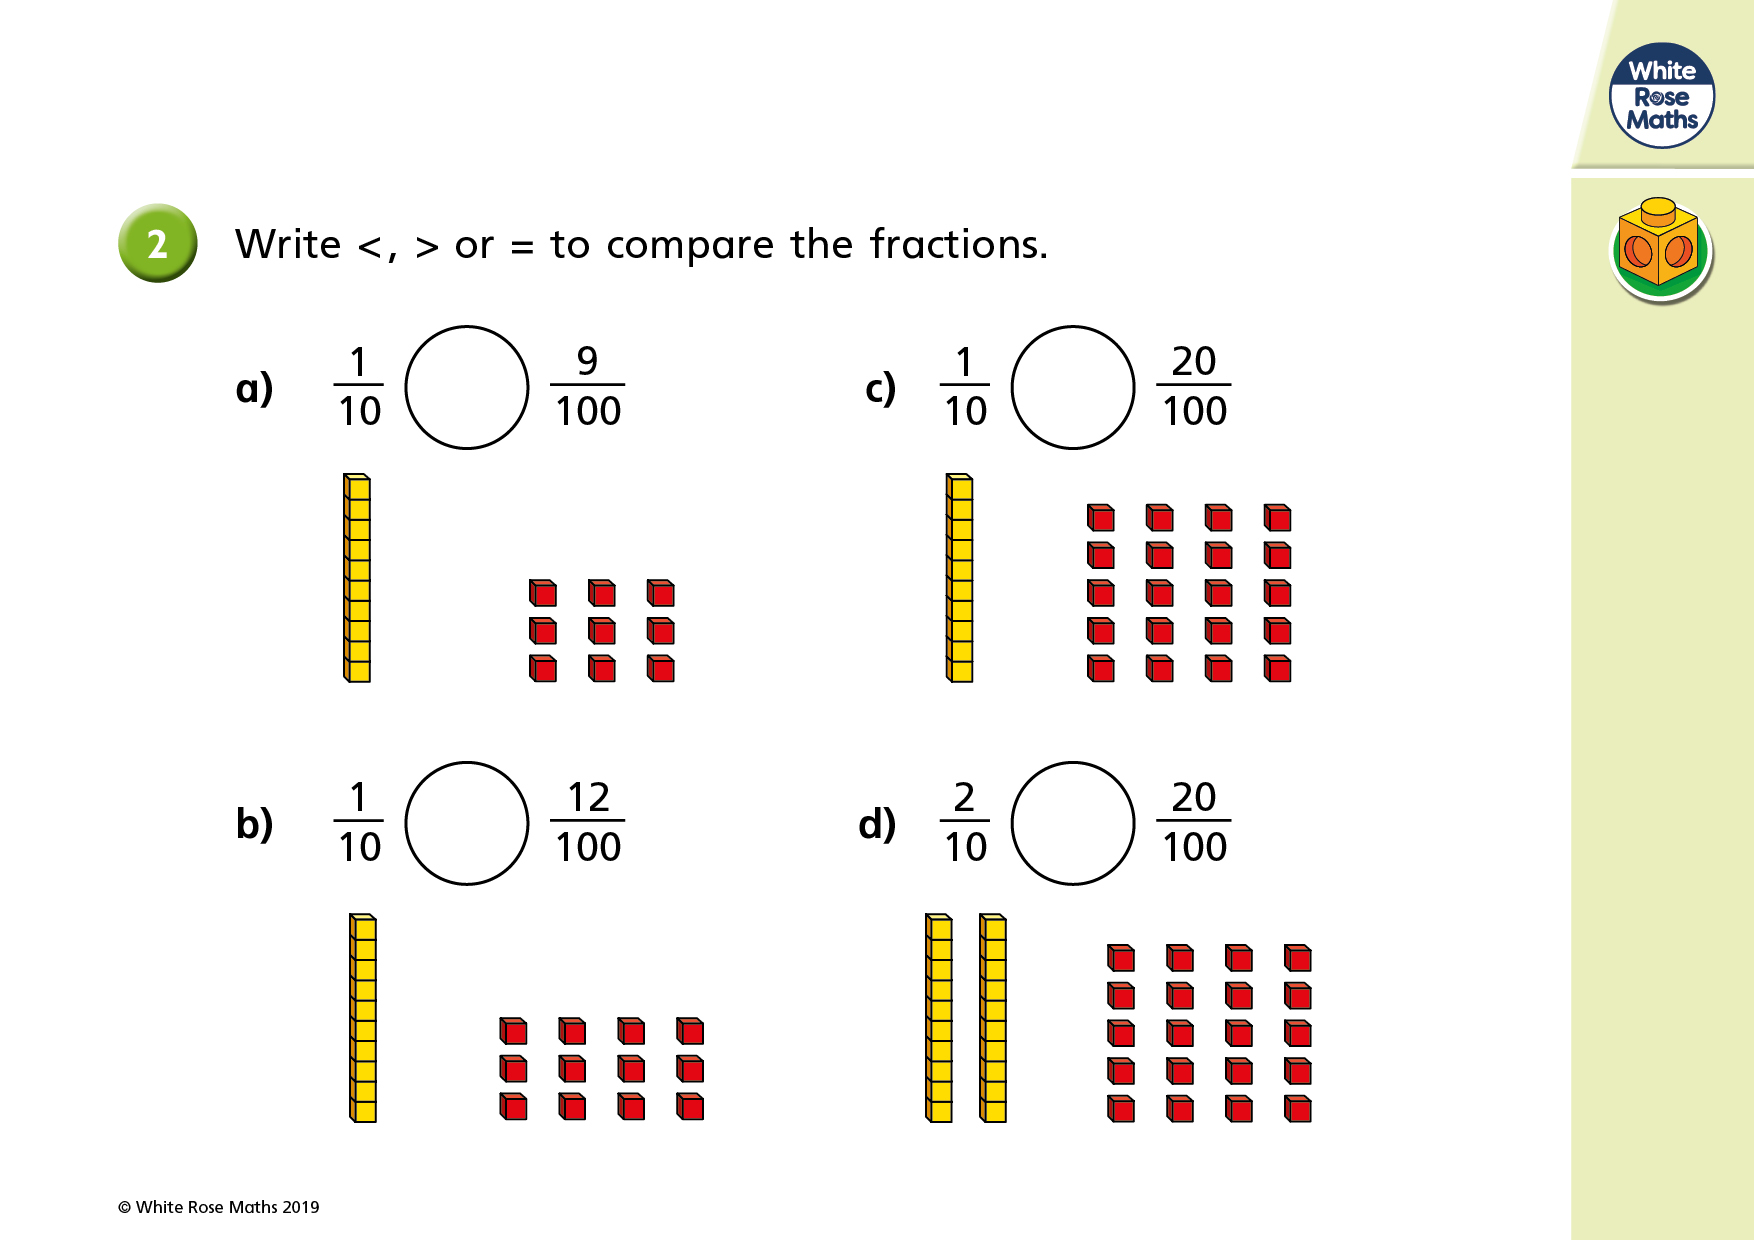 White
Rose
Maths
2 Write <, > or = to compare the fractions.
a) 1/10 9/100
c) 1/10 20/100
b) 1/10 12/100
d) 2/10 20/100
© White Rose Maths 2019